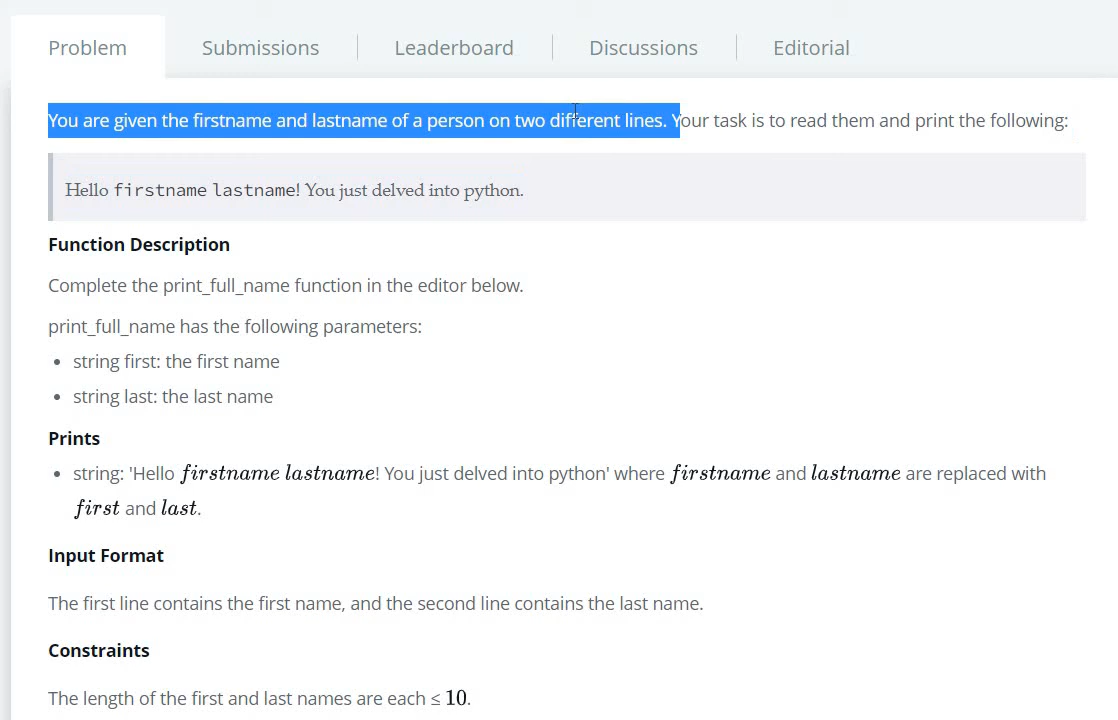 Problem
Submissions
Leaderboard
Discussions
Editorial
You are given the firstname and lastname of a person on two different lines. Your task is to read them and print the following:
Hello firstname lastname! You just delved into python.
Function Description
Complete the print_full_name function in the editor below.
print_full_name has the following parameters:
• string first: the first name
• string last: the last name
Prints
• string: 'Hello firstname lastname! You just delved into python' where firstname and lastname are replaced with
first and last.
Input Format
The first line contains the first name, and the second line contains the last name.
Constraints
The length of the first and last names are each ≤ 10.